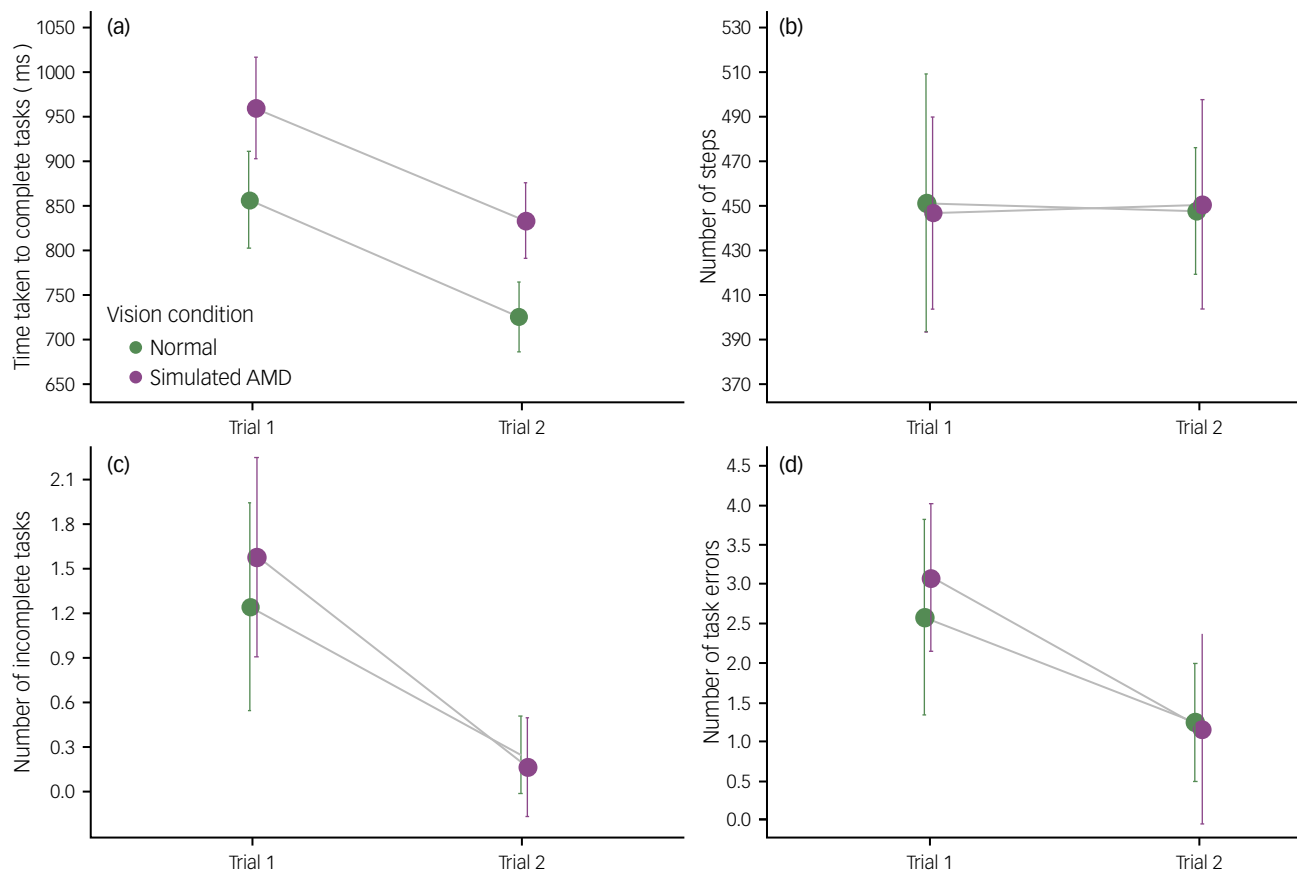 (a)
Time taken to complete tasks ( ms )
1050
1000
950
900
850
800
750
700
650
Vision condition
Normal
Simulated AMD
Trial 1
Trial 2
(b)
Number of steps
530
510
490
470
450
430
410
390
370
Trial 1
Trial 2
(c)
Number of incomplete tasks
2.1
1.8
1.5
1.2
0.9
0.6
0.3
0.0
Trial 1
Trial 2
(d)
Number of task errors
4.5
4.0
3.5
3.0
2.5
2.0
1.5
1.0
0.5
0.0
Trial 1
Trial 2